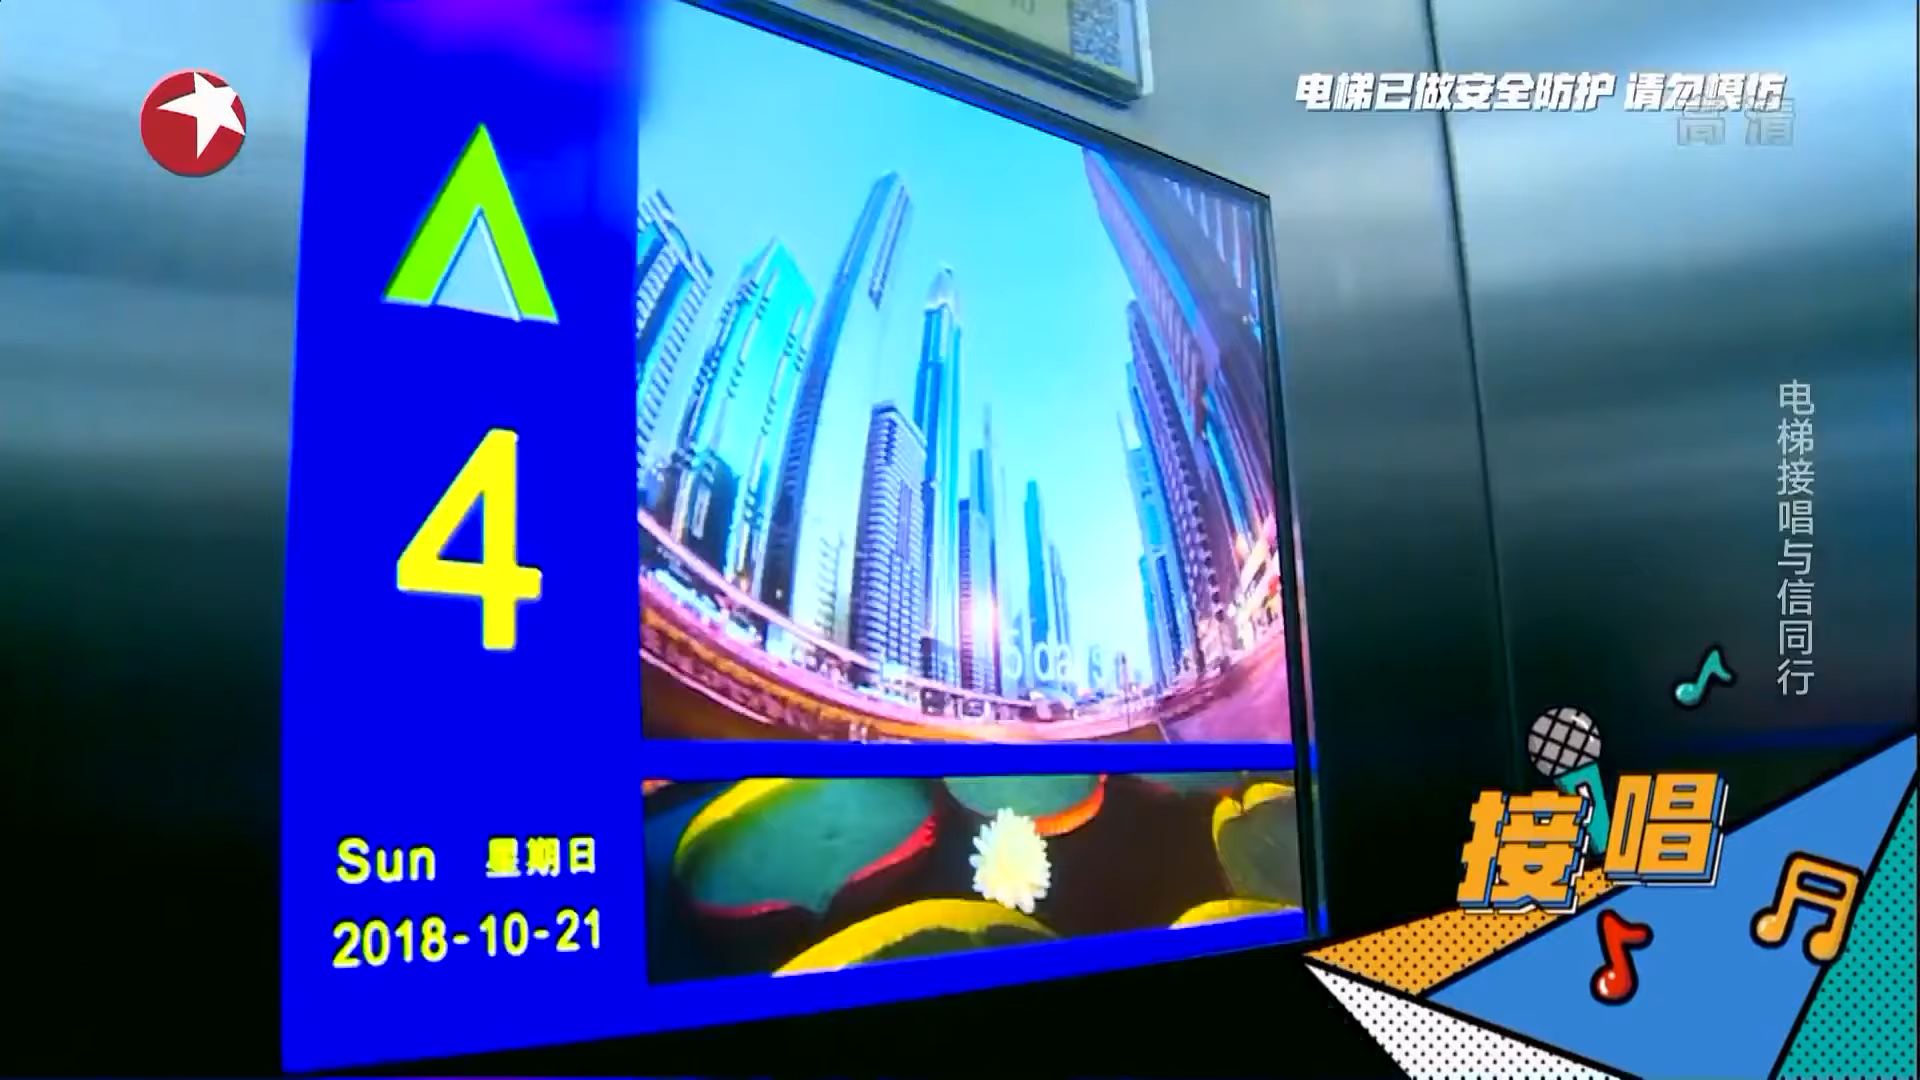 电梯已做安全防护 请勿模仿
高清
4
電梯接唱与信同行
Sun 星期日
2018-10-21
接唱